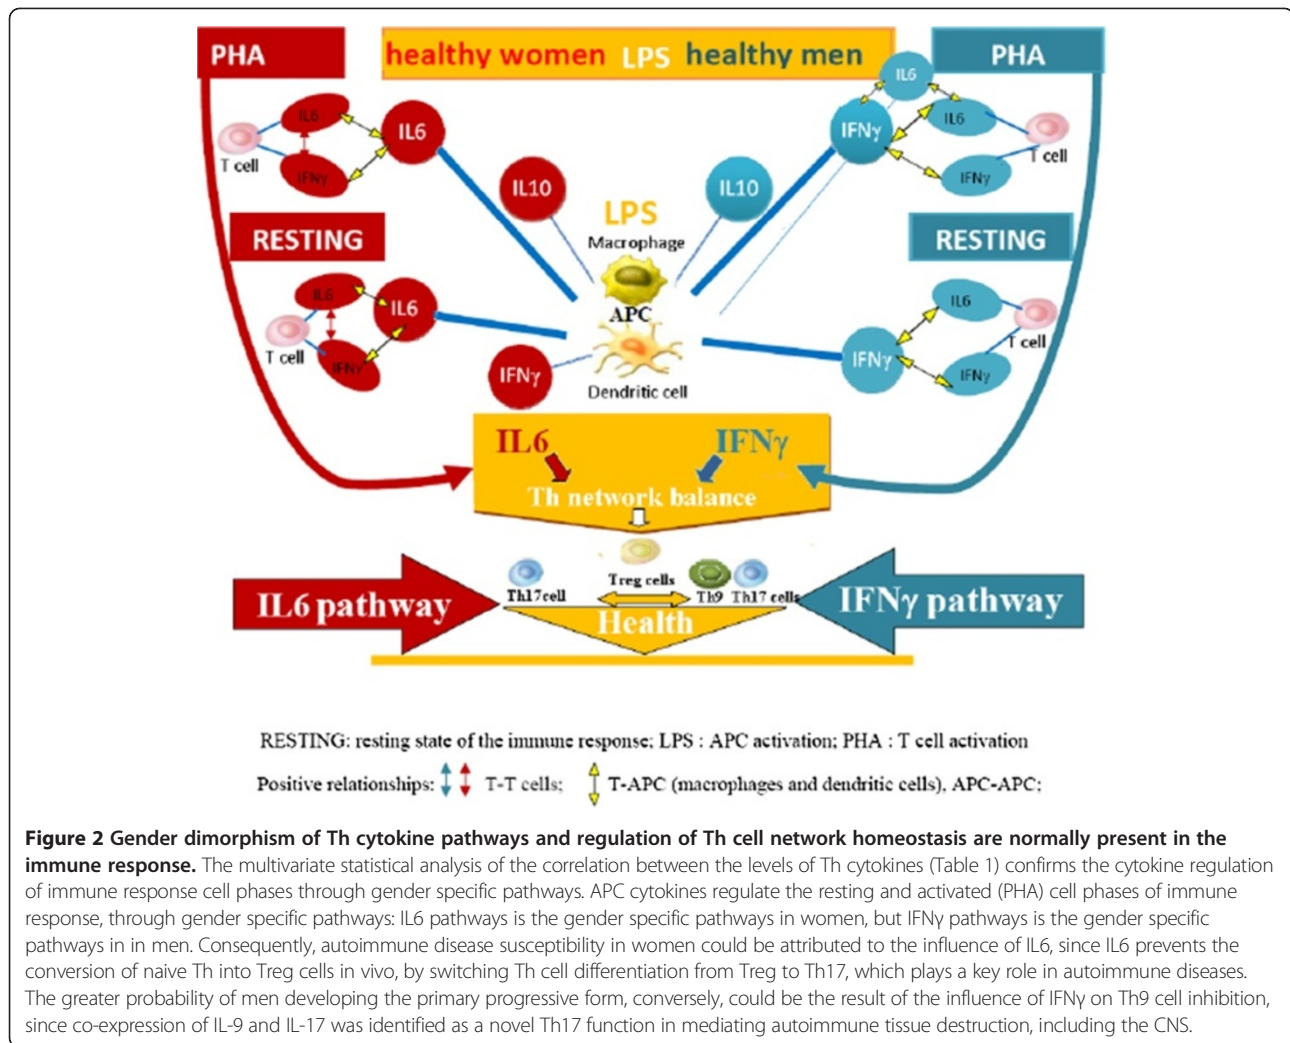 PHA
healthy women LPS healthy men
PHA
IL6
IL6
IL6
IFNγ
T cell
IFNγ
IL6
IFNγ
T cell
IL10
IL10
LPS
Macrophage
APC
Dendritic cell
RESTING
RESTING
IL6
IL6
T cell
IFNγ
IFNγ
IL6
IFNγ
T cell
IFNγ
IL6 IFNγ
Th network balance
Treg cells
Th17cell
Th9 Th17 cells
IL6 pathway
Health
IFNγ pathway
RESTING: resting state of the immune response; LPS : APC activation; PHA : T cell activation
Positive relationships: T-T cells; T-APC (macrophages and dendritic cells), APC-APC;
Figure 2 Gender dimorphism of Th cytokine pathways and regulation of Th cell network homeostasis are normally present in the
immune response. The multivariate statistical analysis of the correlation between the levels of Th cytokines (Table 1) confirms the cytokine regulation
of immune response cell phases through gender specific pathways. APC cytokines regulate the resting and activated (PHA) cell phases of immune
response, through gender specific pathways: IL6 pathways is the gender specific pathways in women, but IFNγ pathways is the gender specific
pathways in in men. Consequently, autoimmune disease susceptibility in women could be attributed to the influence of IL6, since IL6 prevents the
conversion of naive Th into Treg cells in vivo, by switching Th cell differentiation from Treg to Th17, which plays a key role in autoimmune diseases.
The greater probability of men developing the primary progressive form, conversely, could be the result of the influence of IFNγ on Th9 cell inhibition,
since co-expression of IL-9 and IL-17 was identified as a novel Th17 function in mediating autoimmune tissue destruction, including the CNS.